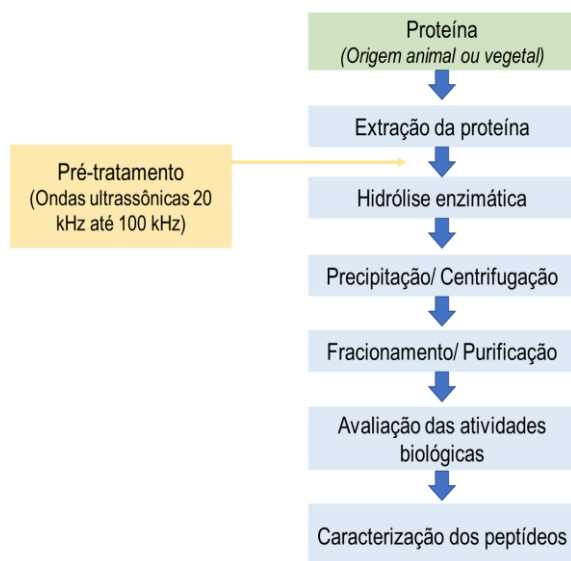 Proteína
(Origem animal ou vegetal)
Extração da proteína
Pré-tratamento
(Ondas ultrassônicas 20
kHz até 100 kHz)
Hidrólise enzimática
Precipitação/ Centrifugação
Fracionamento/ Purificação
Avaliação das atividades
biológicas
Caracterização dos peptídeos